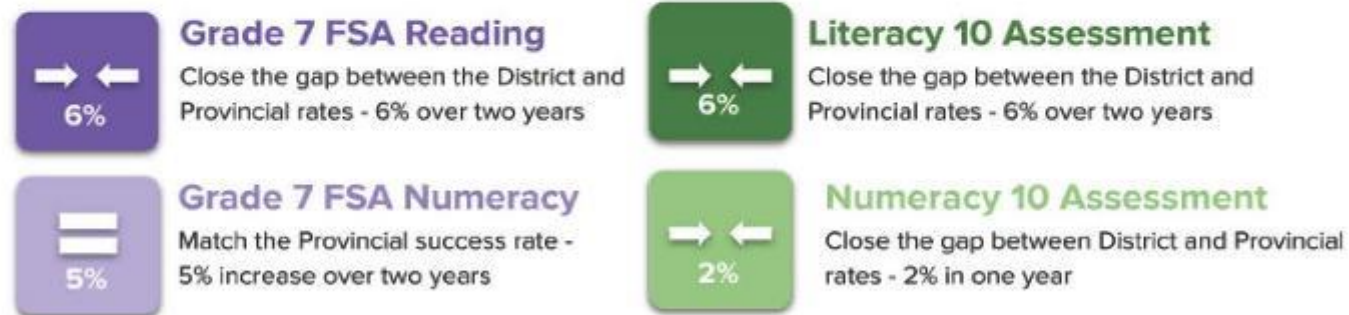 Grade 7 FSA Reading
Close the gap between the District and
Provincial rates - 6% over two years
6%
Literacy 10 Assessment
Close the gap between the District and
Provincial rates - 6% over two years
6%
Grade 7 FSA Numeracy
Match the Provincial success rate -
5% increase over two years
5%
Numeracy 10 Assessment
Close the gap between District and Provincial
rates - 2% in one year
2%